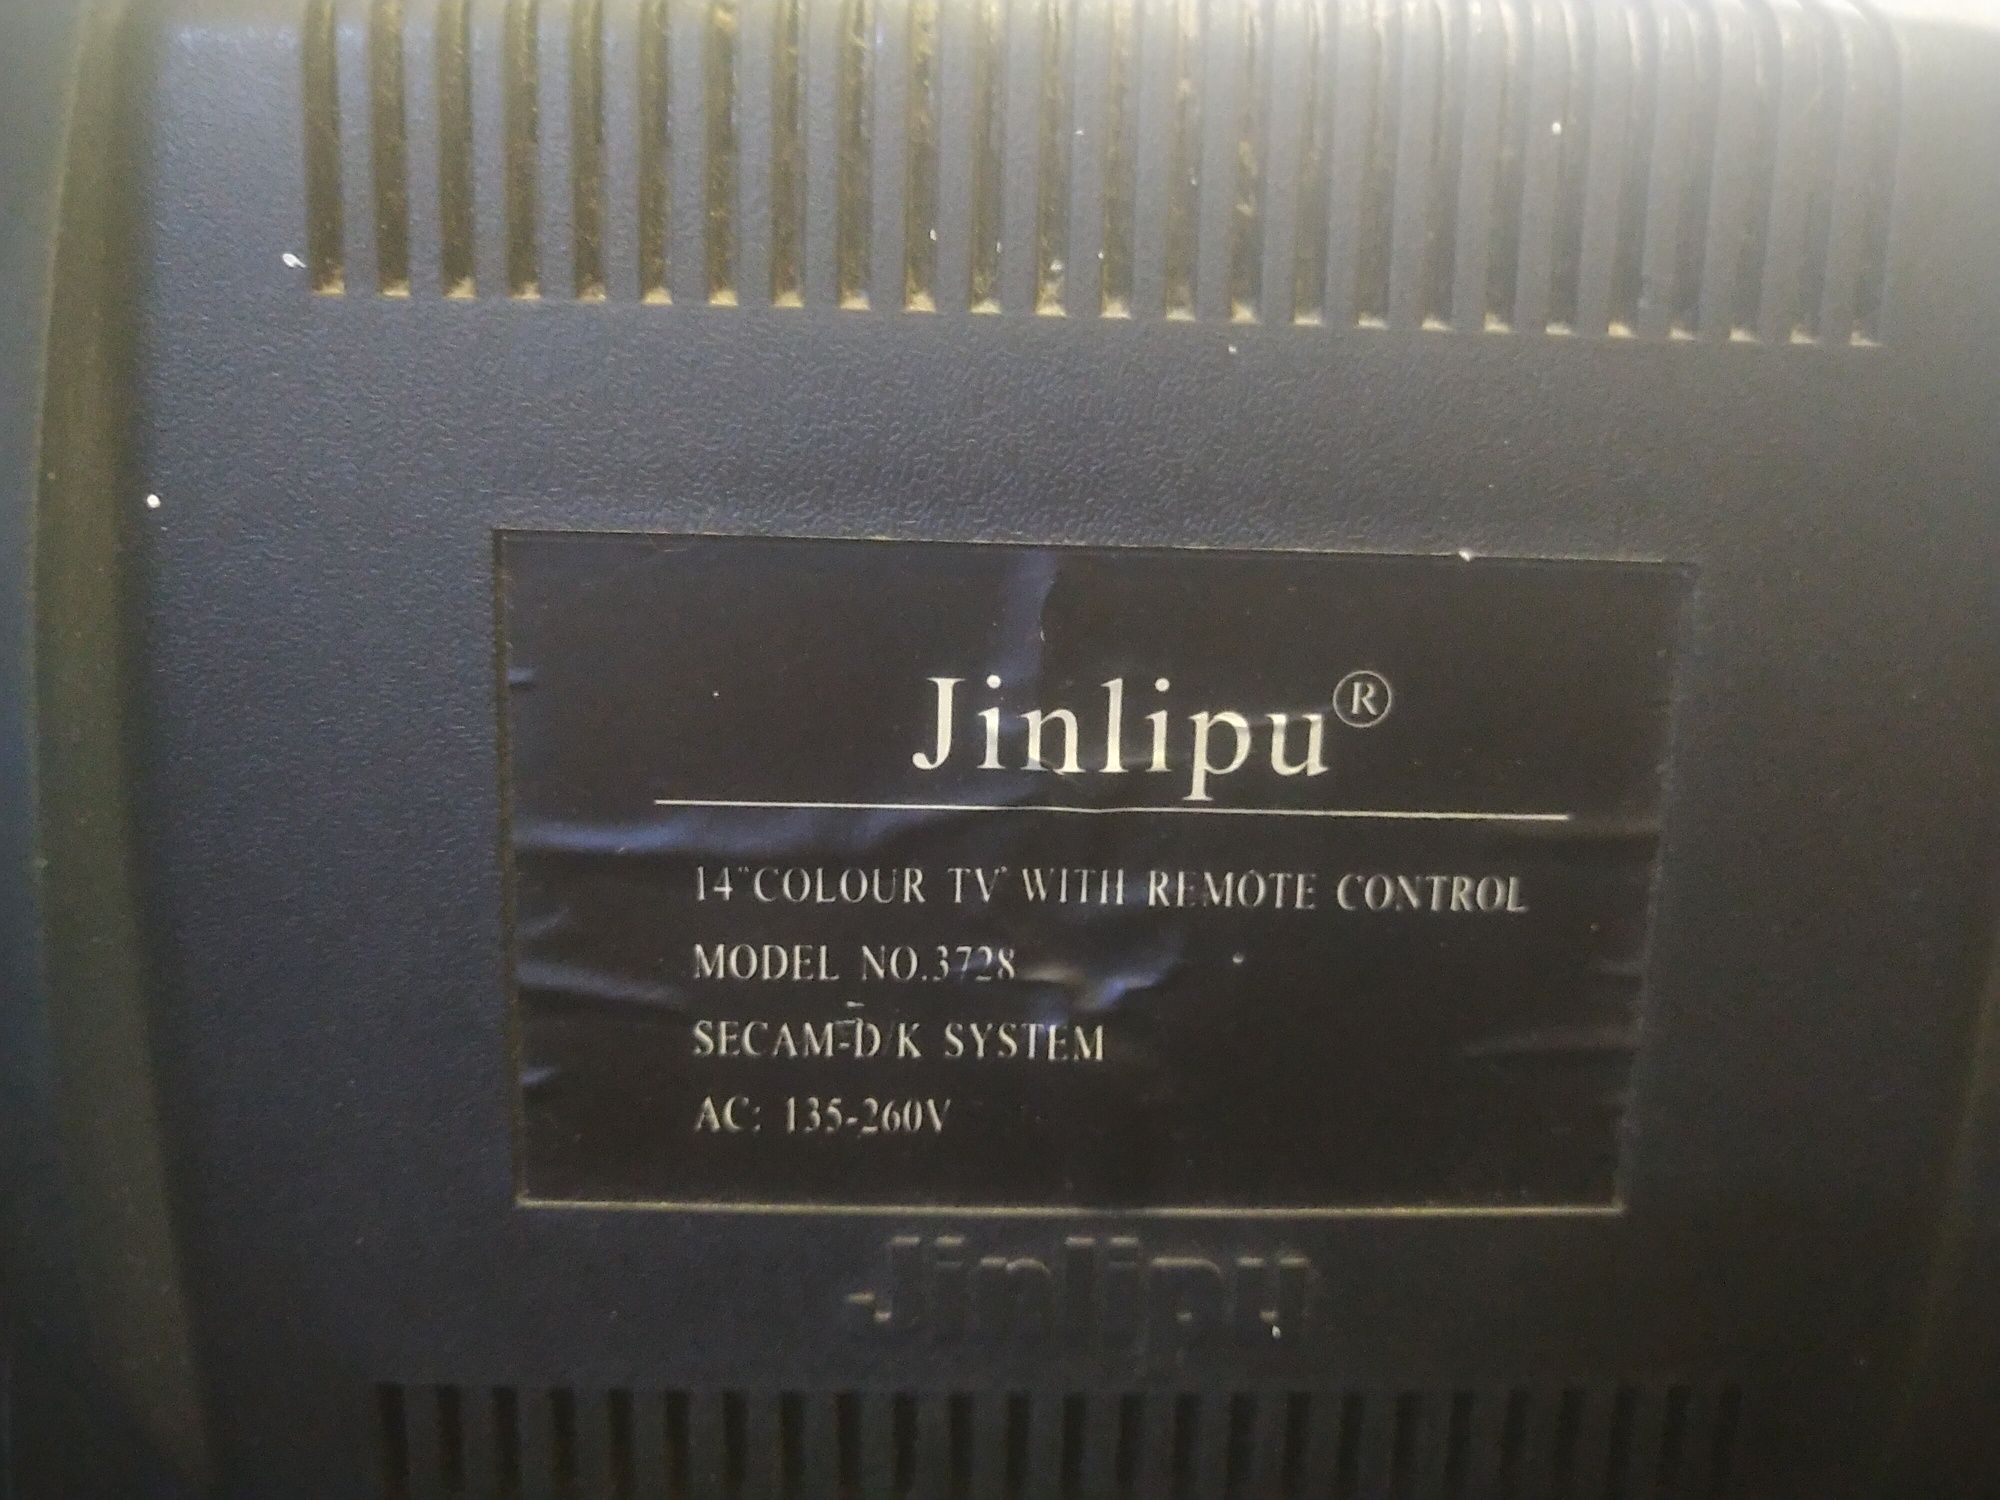 Jinlipu®
14"COLOUR TV WITH REMOTE CONTROL
MODEL NO.3728
SECAM-D/K SYSTEM
AC: 135-260V
Jinlipu